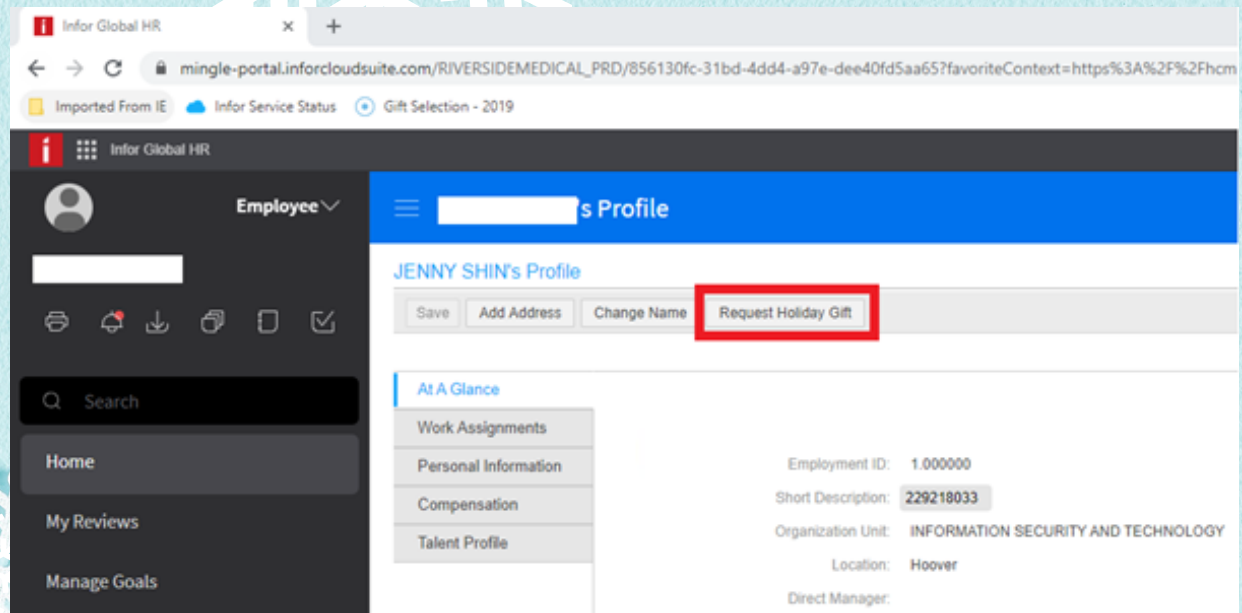 Infor Global HR
mingle-portal.inforcloudsuite.com/RIVERSIDEMEDICAL_PRD/856130fc-31bd-4dd4-a97e-dee40fd5aa65?favoriteContext=https%3A%2F%2Fhcm
Imported From IE Infor Service Status Gift Selection - 2019
Infor Global HR
Employee
's Profile
JENNY SHIN's Profile
Save Add Address Change Name Request Holiday Gift
Search
Home
My Reviews
Manage Goals
At A Glance
Work Assignments
Personal Information
Compensation
Talent Profile
Employment ID: 1.000000
Short Description: 229218033
Organization Unit: INFORMATION SECURITY AND TECHNOLOGY
Location: Hoover
Direct Manager: